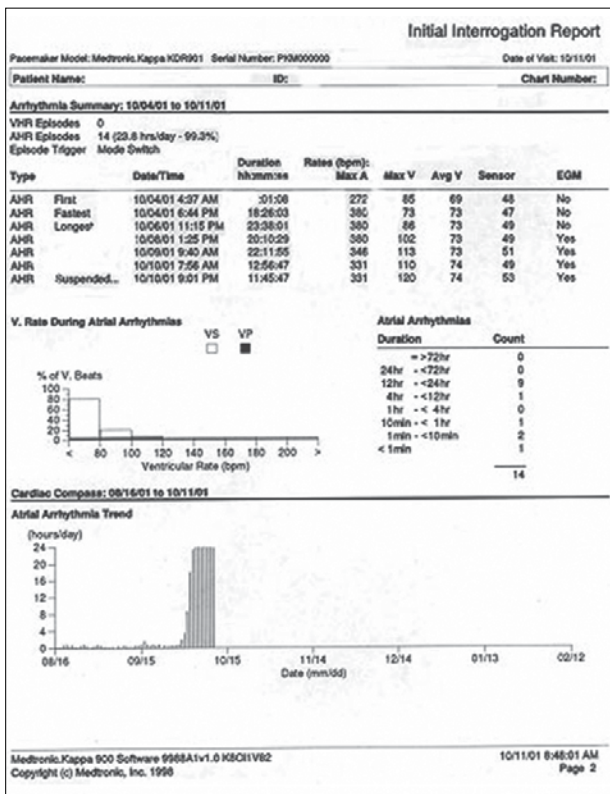 Initial Interrogation Report
Pacemaker Model: Medtronic.Kappa KDR901 Serial Number: PKM000000 Date of Visit: 10/11/01
Patient Name: ID: Chart Number:
Arrhythmia Summary: 10/04/01 to 10/11/01
VHR Episodes 0
AHR Episodes 14 (23.8 hrs/day - 99.3%)
Episode Trigger Mode Switch
Duration Rates (bpm):
Type Date/Time hh:mm:ss Max A Max V Avg V Sensor EGM
AHR First 10/04/01 4:37 AM :01:06 272 85 69 48 No
AHR Fastest 10/04/01 6:44 PM 18:26:03 380 73 73 47 No
AHR Longest 10/06/01 11:15 PM 23:38:01 380 86 73 49 No
AHR 10/08/01 1:25 PM 20:10:29 380 102 73 49 Yes
AHR 10/09/01 9:40 AM 22:11:55 346 113 73 51 Yes
AHR 10/10/01 7:56 AM 12:56:47 331 110 74 49 Yes
AHR Suspended... 10/10/01 9:01 PM 11:45:47 331 120 74 53 Yes
V. Rate During Atrial Arrhythmias
VS VP
% of V. Beats
100
80
60
40
20
0
< 80 100 120 140 160 180 200 >
Ventricular Rate (bpm)
Atrial Arrhythmias
Duration Count
=>72hr 0
24hr - <72hr 0
12hr - <24hr 9
4hr - <12hr 1
1hr - < 4hr 0
10min - < 1hr 1
1min - <10min 2
< 1min 1
14
Cardiac Compass: 08/16/01 to 10/11/01
Atrial Arrhythmia Trend
(hours/day)
24
20
16
12
8
4
0
08/16 09/15 10/15 11/14 12/14 01/13 02/12
Date (mm/dd)
Medtronic.Kappa 900 Software 9988A1v1.0 10/11/01 8:48:01 AM
Copyright (c) Medtronic, Inc. 1998 Page 2